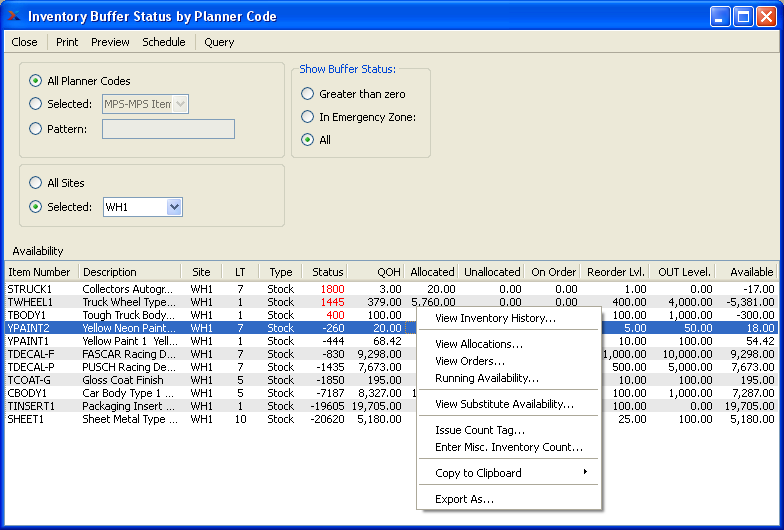 Inventory Buffer Status by Planner Code
Close Print Preview Schedule Query
All Planner Codes
Selected: MPS-MPS Item
Pattern:
Show Buffer Status:
Greater than zero
In Emergency Zone:
All
All Sites
Selected: WH1
Availability
Item Number Description Site LT Type Status QOH Allocated Unallocated On Order Reorder Lvl. OUT Level. Available
STRUCK1 Collectors Autogr... WH1 7 Stock 1800 3.00 20.00 0.00 0.00 1.00 0.00 -17.00
TWHEEL1 Truck Wheel Type... WH1 1 Stock 1445 379.00 5,760.00 0.00 0.00 400.00 4,000.00 -5,381.00
TBODY1 Tough Truck Body... WH1 7 Stock 400 100.00 100.00 1,000.00 -300.00
YPAINT2 Yellow Neon Paint... WH1 7 Stock -260 20.00 5.00 50.00 18.00
YPAINT1 Yellow Paint 1 Yell... WH1 7 Stock -444 68.42 10.00 100.00 54.42
TDECAL-F FASCAR Racing D... WH1 7 Stock -830 9,298.00 1,000.00 10,000.00 9,298.00
TDECAL-P PUSCH Racing De... WH1 7 Stock -1435 7,673.00 500.00 5,000.00 7,673.00
TCOAT-G Gloss Coat Finish WH1 7 Stock -1850 195.00 10.00 100.00 195.00
CBODY1 Car Body Type 1 ... WH1 5 Stock -7187 8,327.00 100.00 1,000.00 7,287.00
TINSERT1 Packaging Insert ... WH1 1 Stock -19605 19,705.00 100.00 0.00 19,705.00
SHEET1 Sheet Metal Type ... WH1 10 Stock -20620 5,180.00 25.00 100.00 5,180.00
View Inventory History...
View Allocations...
View Orders...
Running Availability...
View Substitute Availability...
Issue Count Tag...
Enter Misc. Inventory Count...
Copy to Clipboard
Export As...